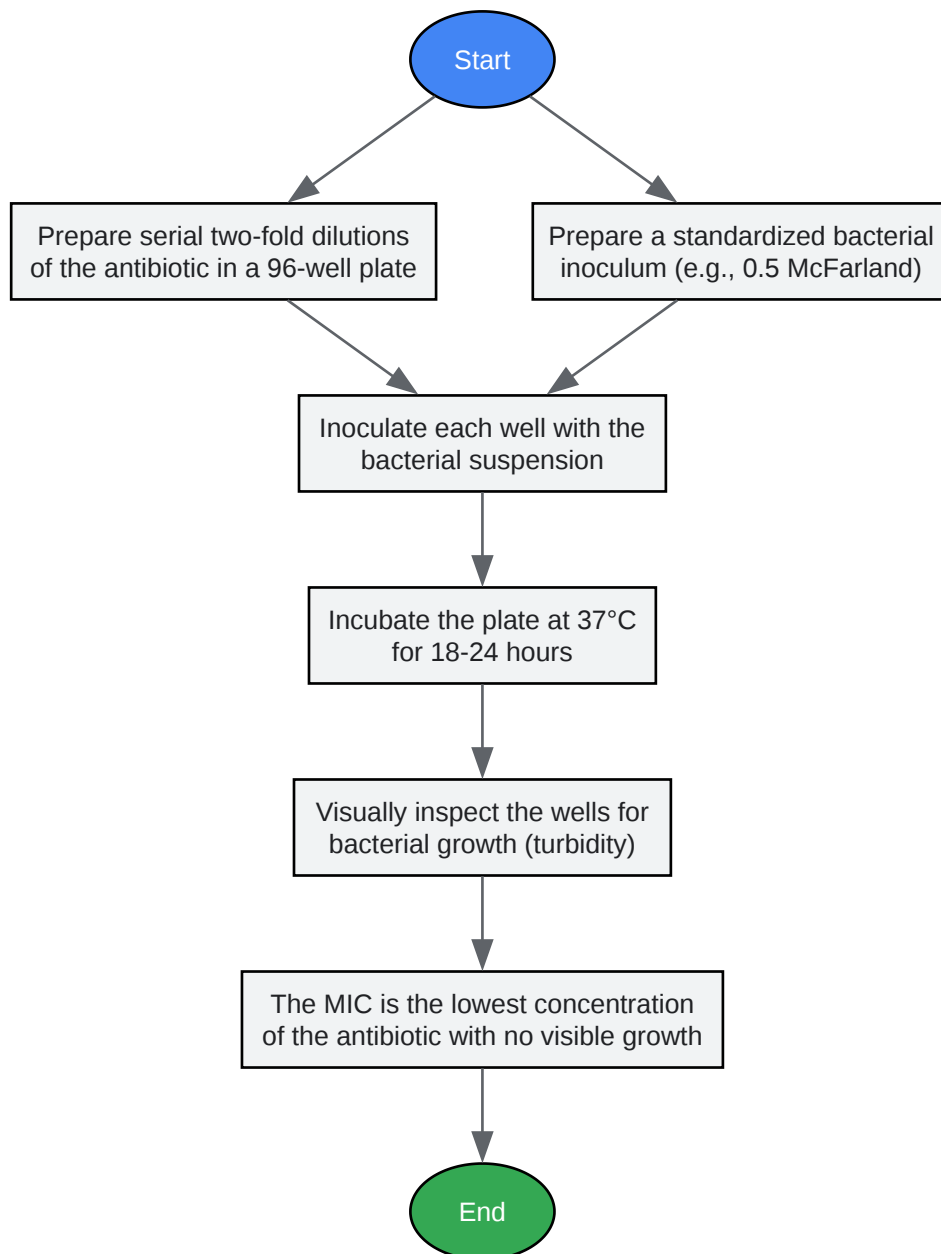 Start
Prepare serial two-fold dilutions
of the antibiotic in a 96-well plate
Prepare a standardized bacterial
inoculum (e.g., 0.5 McFarland)
Inoculate each well with the
bacterial suspension
Incubate the plate at 37°C
for 18-24 hours
Visually inspect the wells for
bacterial growth (turbidity)
The MIC is the lowest concentration
of the antibiotic with no visible growth
End